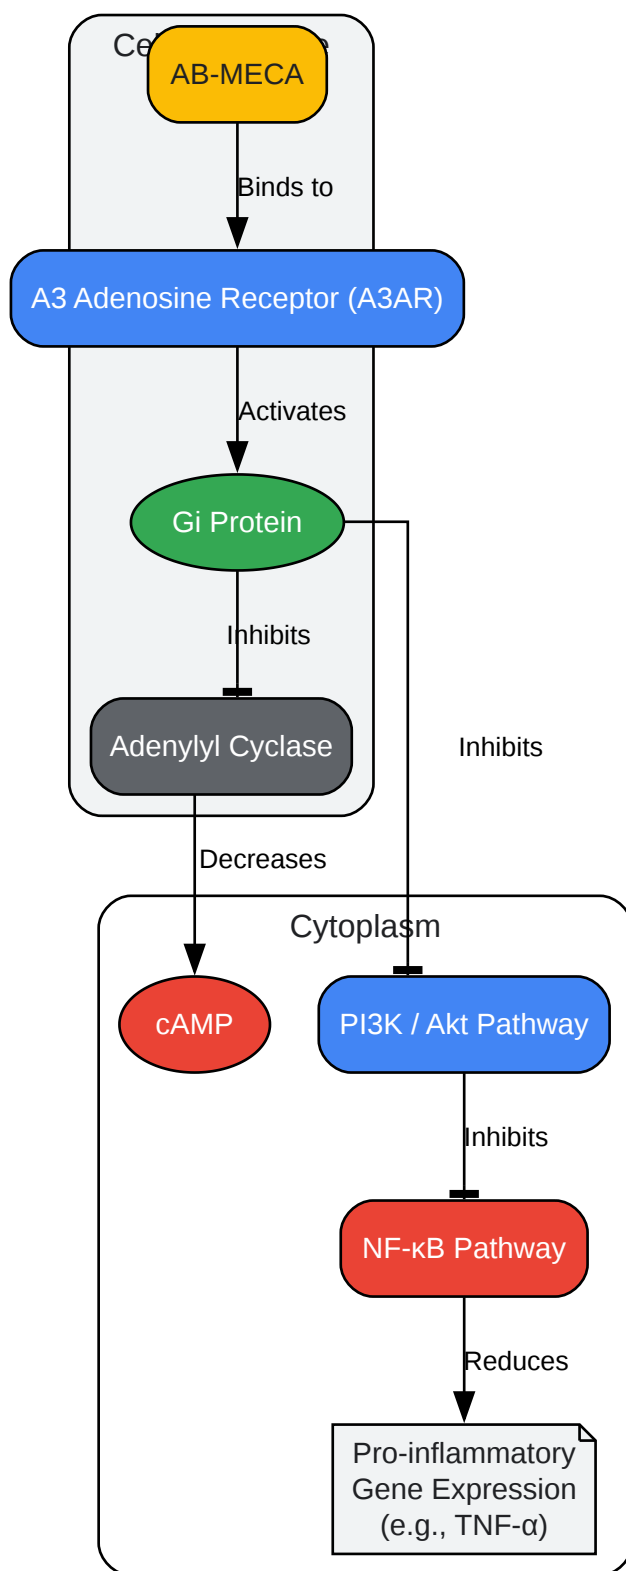 AB-MECA
Binds to
A3 Adenosine Receptor (A3AR)
Activates
Gi Protein
Inhibits
Adenylyl Cyclase
Inhibits
Decreases
Cytoplasm
cAMP
PI3K / Akt Pathway
Inhibits
NF-κB Pathway
Reduces
Pro-inflammatory
Gene Expression
(e.g., TNF-α)